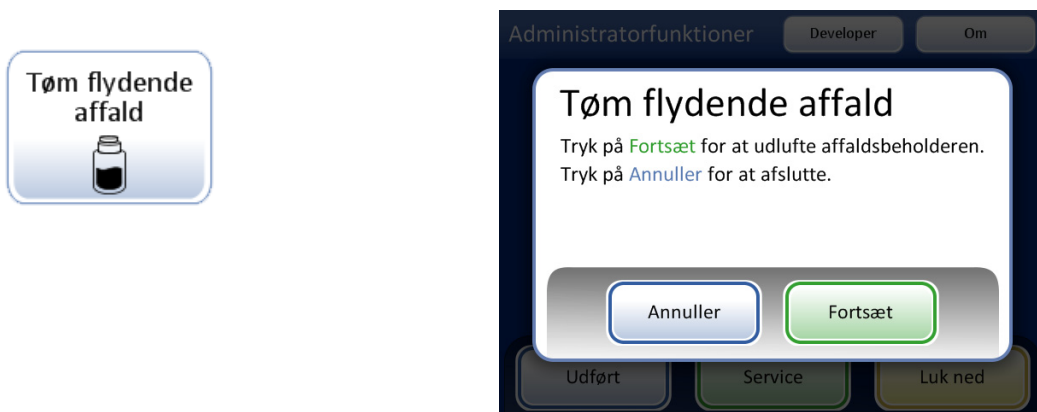 Tøm flydende
affald
Administratorfunktioner
Developer
Om
Tøm flydende affald
Tryk på Fortsæt for at udlufte affaldsbeholderen.
Tryk på Annuller for at afslutte.
Annuller
Fortsæt
Udført
Service
Luk ned